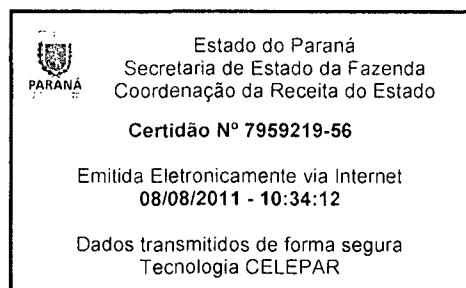 PARANÁ
Estado do Paraná
Secretaria de Estado da Fazenda
Coordenação da Receita do Estado
Certidão Nº 7959219-56
Emitida Eletronicamente via Internet
08/08/2011 - 10:34:12
Dados transmitidos de forma segura
Tecnologia CELEPAR